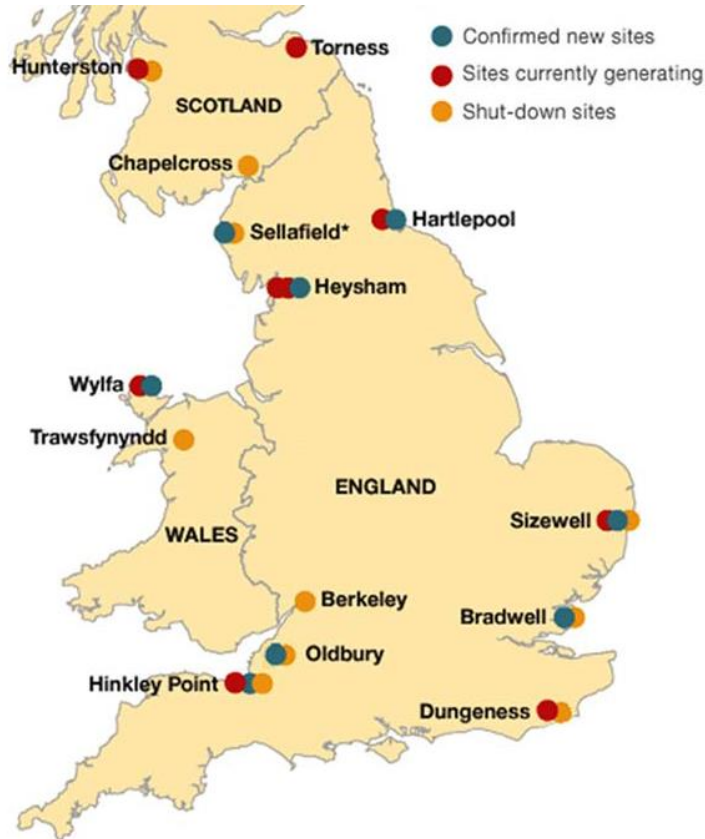 Torness
Confirmed new sites
Hunterston
Sites currently generating
SCOTLAND
Shut-down sites
Chapelcross
Hartlepool
Sellafield*
Heysham
Wylfa
Trawsfynyndd
ENGLAND
Sizewell
WALES
Berkeley
Bradwell
Oldbury
Hinkley Point
Dungeness